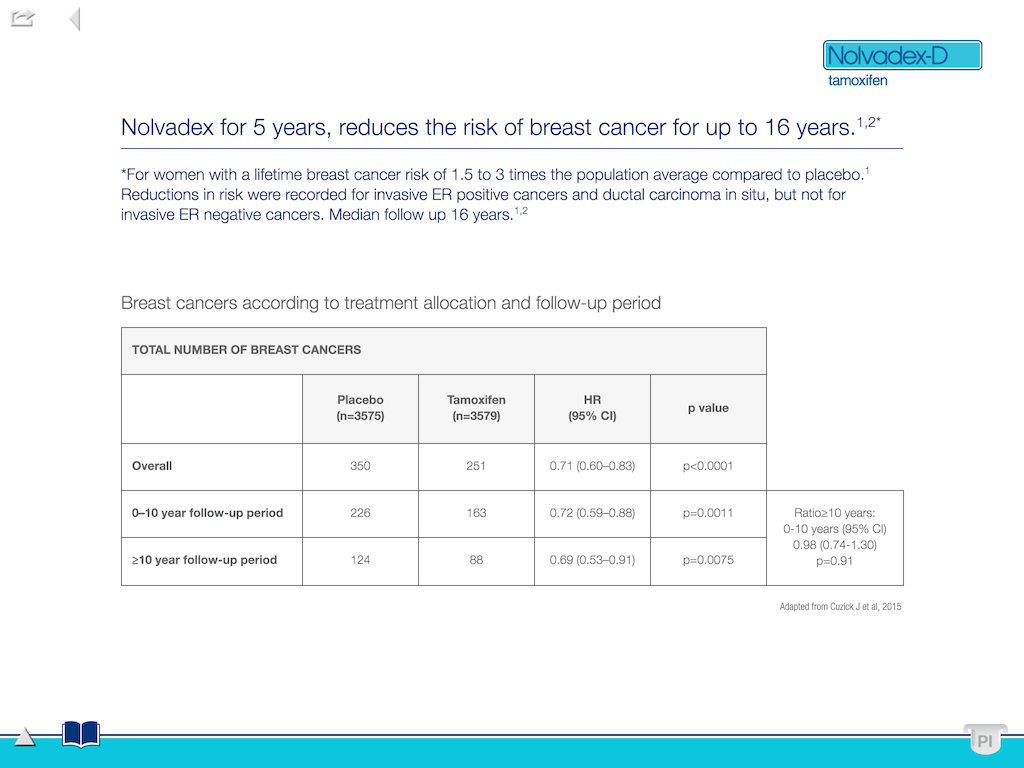 Nolvadex-D
tamoxifen
Nolvadex for 5 years, reduces the risk of breast cancer for up to 16 years.1,2*
*For women with a lifetime breast cancer risk of 1.5 to 3 times the population average compared to placebo.1
Reductions in risk were recorded for invasive ER positive cancers and ductal carcinoma in situ, but not for
invasive ER negative cancers. Median follow up 16 years.1,2
Breast cancers according to treatment allocation and follow-up period
TOTAL NUMBER OF BREAST CANCERS
Placebo
(n=3575)
Tamoxifen
(n=3579)
HR
(95% CI)
p value
Overall
350
251
0.71 (0.60–0.83)
p<0.0001
0–10 year follow-up period
226
163
0.72 (0.59–0.88)
p=0.0011
≥10 year follow-up period
124
88
0.69 (0.53–0.91)
p=0.0075
Ratio≥10 years:
0-10 years (95% CI)
0.98 (0.74-1.30)
p=0.91
Adapted from Cuzick J et al, 2015
PI